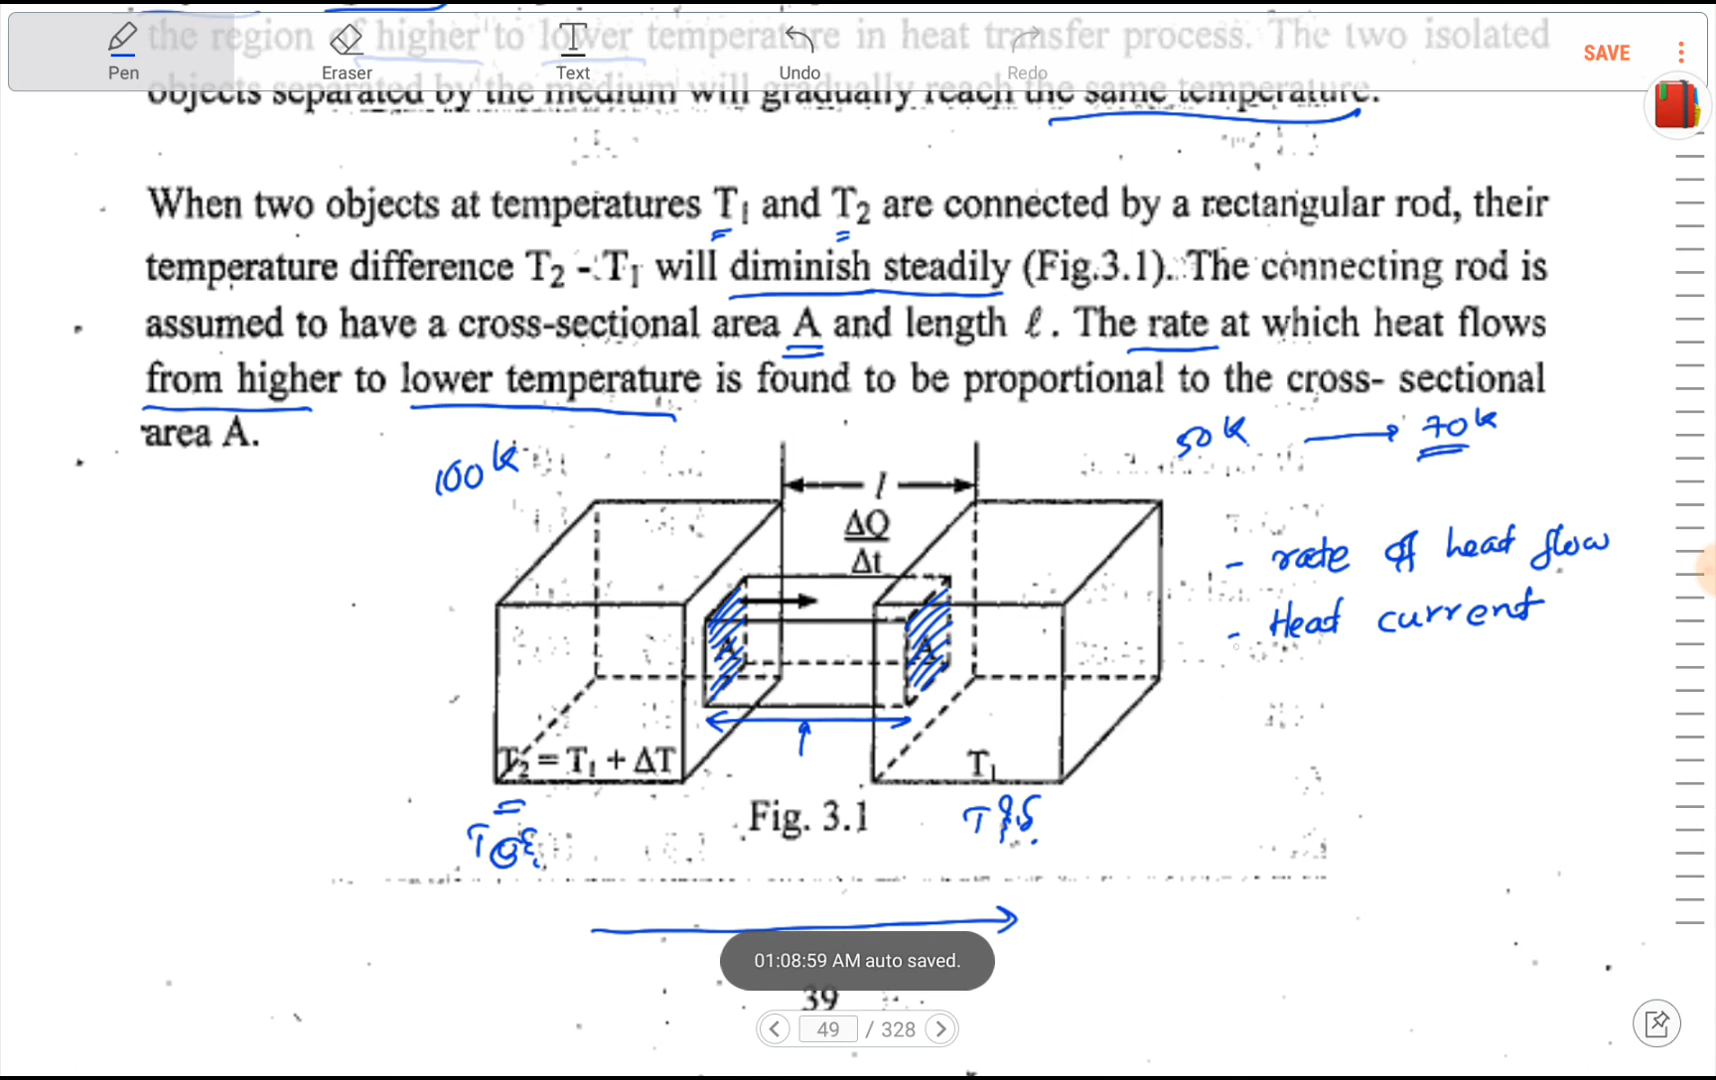 the region of higher to lower temperature in heat transfer process. The two isolated
Pen
Eraser
Text
Undo
Redo
SAVE
objects separated by the medium will gradually reach the same temperature.
When two objects at temperatures T₁ and T₂ are connected by a rectangular rod, their
temperature difference T₂ - T₁ will diminish steadily (Fig.3.1). The connecting rod is
assumed to have a cross-sectional area A and length ℓ. The rate at which heat flows
from higher to lower temperature is found to be proportional to the cross- sectional
area A.
100 K
50 K → 70 K
l
ΔQ
Δt
- rate of heat flow
- Heat current
A
A
T₂ = T₁ + ΔT
T₁
Fig. 3.1
01:08:59 AM auto saved.
39
49 / 328